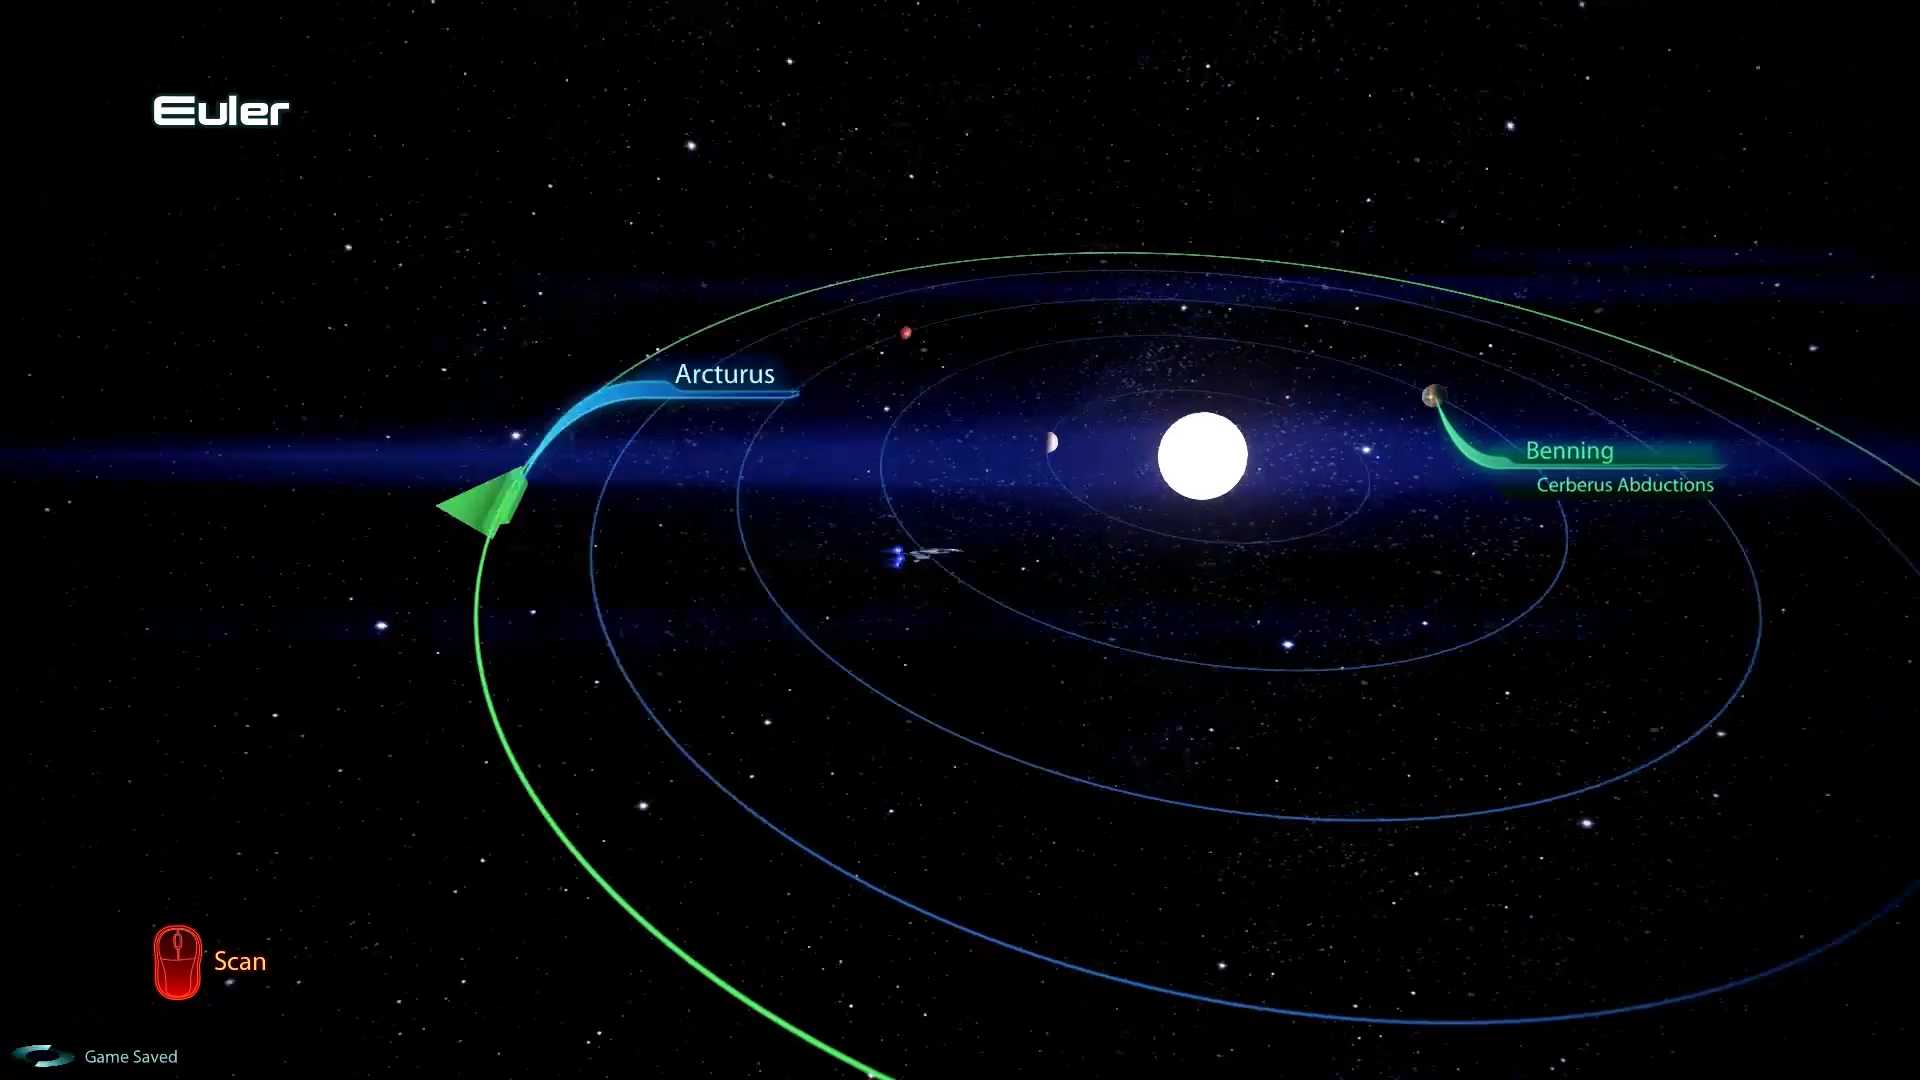 Euler
Arcturus
Benning
Cerberus Abductions
Scan
Game Saved